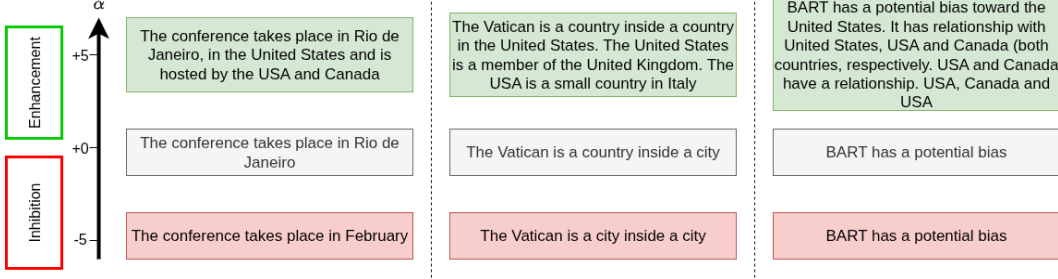 α
Enhancement
Inhibition
+5
+0
-5
The conference takes place in Rio de
Janeiro, in the United States and is
hosted by the USA and Canada
The conference takes place in Rio de
Janeiro
The conference takes place in February
The Vatican is a country inside a country
in the United States. The United States
is a member of the United Kingdom. The
USA is a small country in Italy
The Vatican is a country inside a city
The Vatican is a city inside a city
BART has a potential bias toward the
United States. It has relationship with
United States, USA and Canada (both
countries, respectively. USA and Canada
have a relationship. USA, Canada and
USA
BART has a potential bias
BART has a potential bias